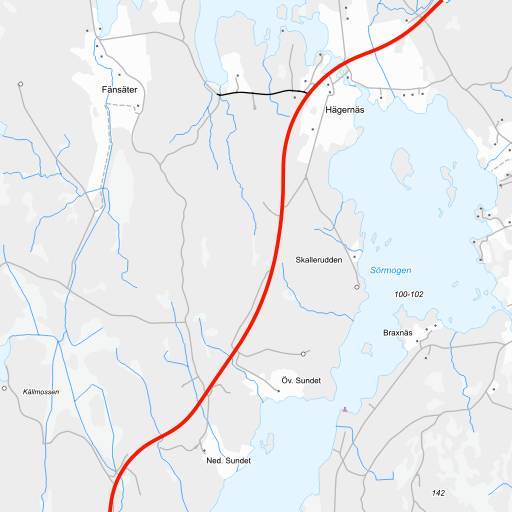 Fänsäter
Hägernäs
Skallerudden
Sörmogen
100-102
Braxnäs
Öv. Sundet
Källmossen
Ned. Sundet
142